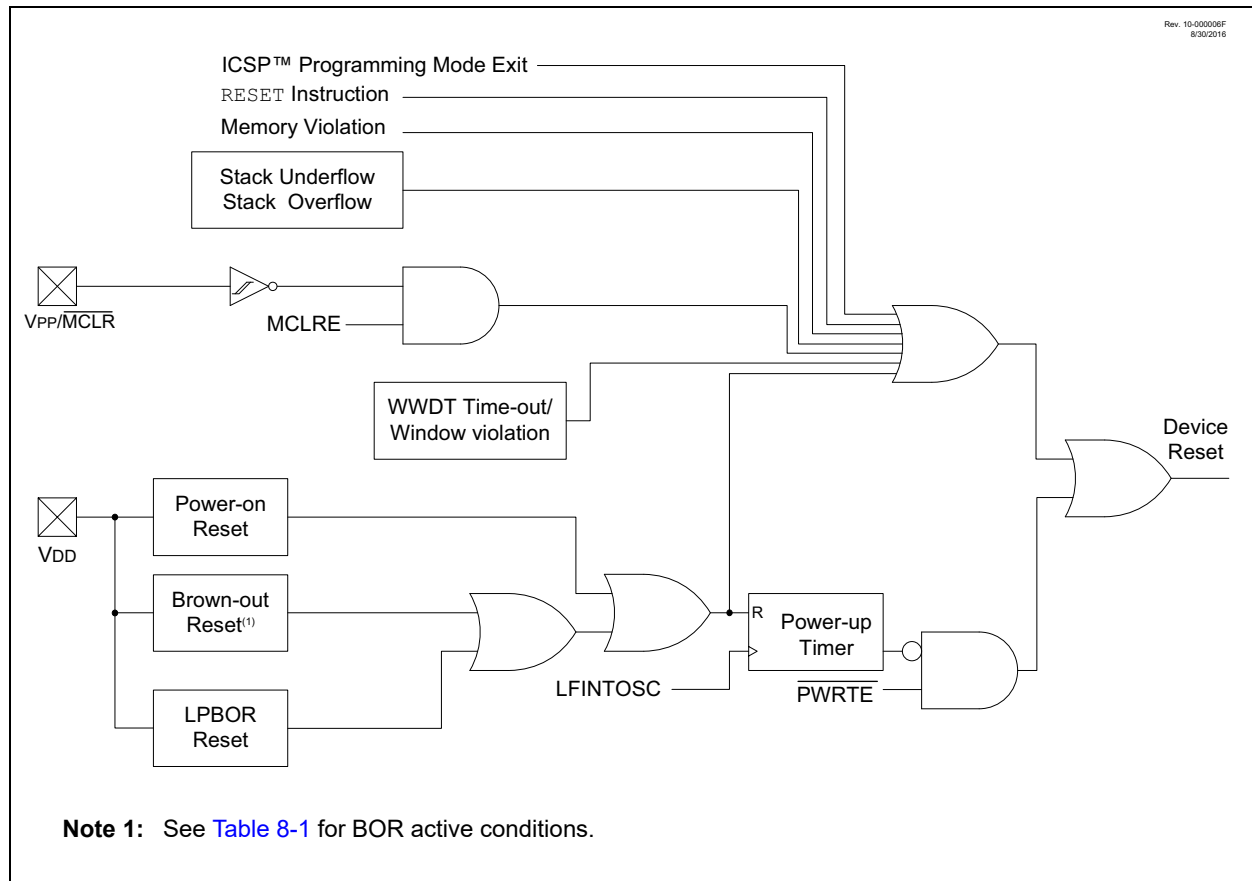 Rev. 10-000006F
8/30/2016
ICSP™ Programming Mode Exit
RESET Instruction
Memory Violation
Stack Underflow
Stack Overflow
VPP/MCLR
MCLRE
WWDT Time-out/
Window violation
Device
Reset
Power-on
Reset
VDD
Brown-out
Reset(1)
R
Power-up
Timer
LFINTOSC
PWRTE
LPBOR
Reset
Note 1: See Table 8-1 for BOR active conditions.